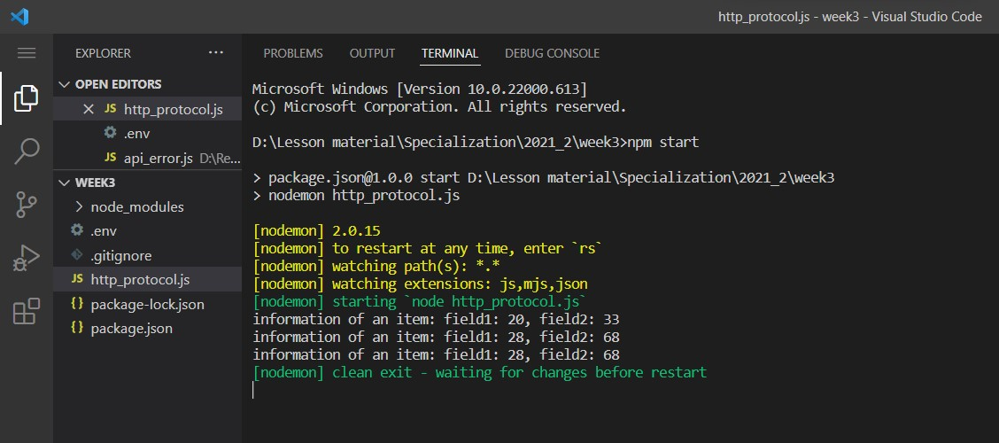 http_protocol.js - week3 - Visual Studio Code
EXPLORER
···
OPEN EDITORS
JS http_protocol.js
.env
JS api_error.js D:\Re...
WEEK3
node_modules
.env
.gitignore
JS http_protocol.js
{} package-lock.json
{} package.json
PROBLEMS OUTPUT TERMINAL DEBUG CONSOLE
Microsoft Windows [Version 10.0.22000.613]
(c) Microsoft Corporation. All rights reserved.
D:\Lesson material\Specialization\2021_2\week3>npm start
> package.json@1.0.0 start D:\Lesson material\Specialization\2021_2\week3
> nodemon http_protocol.js
[nodemon] 2.0.15
[nodemon] to restart at any time, enter `rs`
[nodemon] watching path(s): *.*
[nodemon] watching extensions: js,mjs,json
[nodemon] starting `node http_protocol.js`
information of an item: field1: 20, field2: 33
information of an item: field1: 28, field2: 68
information of an item: field1: 28, field2: 68
[nodemon] clean exit - waiting for changes before restart